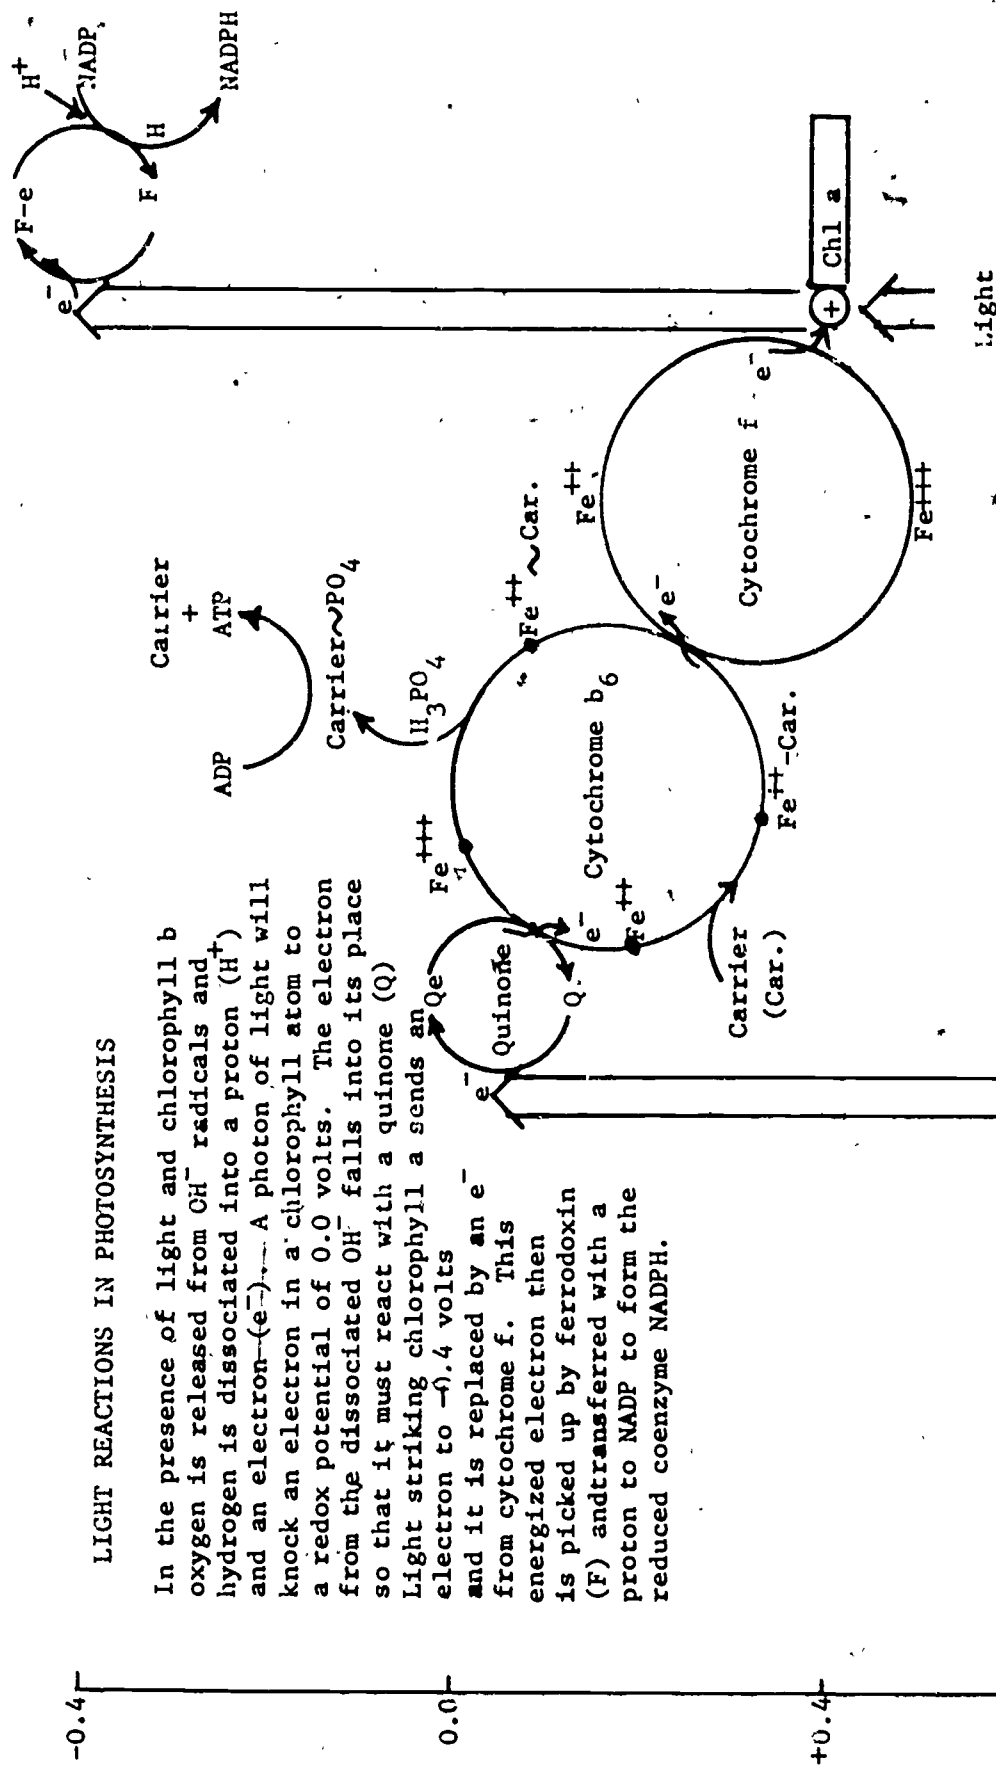 LIGHT REACTIONS IN PHOTOSYNTHESIS
In the presence of light and chlorophyll b
oxygen is released from OH⁻ radicals and
hydrogen is dissociated into a proton (H⁺)
and an electron (e⁻). A photon of light will
knock an electron in a chlorophyll atom to
a redox potential of 0.0 volts. The electron
from the dissociated OH⁻ falls into its place
so that it must react with a quinone (Q)
Light striking chlorophyll a sends an
electron to -0.4 volts
and it is replaced by an e⁻
from cytochrome f. This
energized electron then
is picked up by ferrodoxin
(F) andtransferred with a
proton to NADP to form the
reduced coenzyme NADPH.
-0.4
0.0
+0.4
e⁻
F-e
H⁺
NADP
F
H
NADPH
Carrier
+
ADP
ATP
Carrier~PO₄
H₃PO₄
Fe⁺⁺⁺
Fe⁺⁺~Car.
Fe⁺⁺
Qe
e⁻
Quinone
Q
e⁻
Fe⁺⁺
Cytochrome b₆
e⁻
Cytochrome f
e⁻
Carrier
(Car.)
Fe⁺⁺-Car.
Fe⁺⁺⁺
+
Chl a
Light